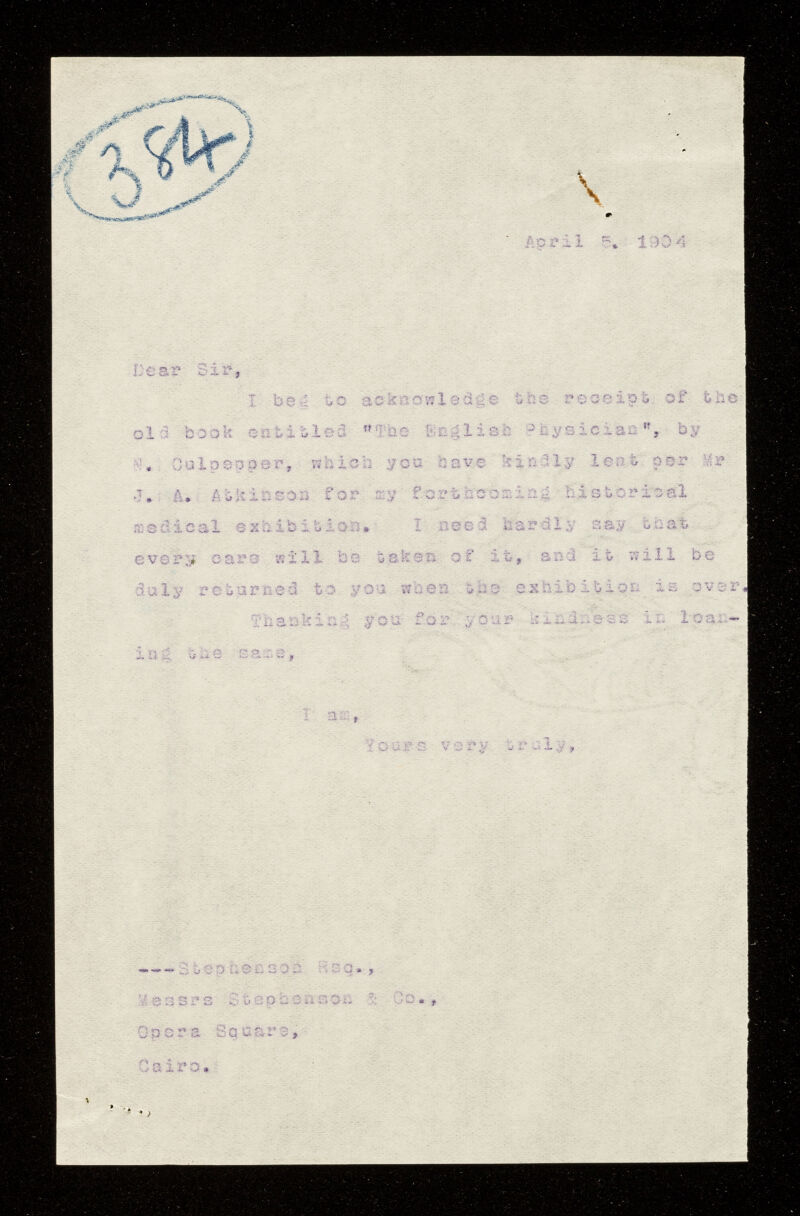 384
April 5. 1904
Dear Sir,
I beg to acknowledge the receipt of the
old book entitled "The English Physician", by
N. Culpepper, which you have kindly lent per Mr
J. A. Atkinson for my forthcoming historical
medical exhibition. I need hardly say that
every care will be taken of it, and it will be
duly returned to you when the exhibition is over.
Thanking you for your kindness in loan-
ing the same,
I am,
Yours very truly,
---Stephenson Esq.,
Messrs Stephenson & Co.,
Opera Square,
Cairo.